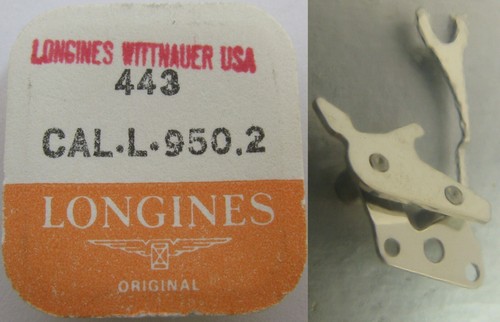 LONGINES WITTNAUER USA
443
CAL.L.950.2
LONGINES
ORIGINAL